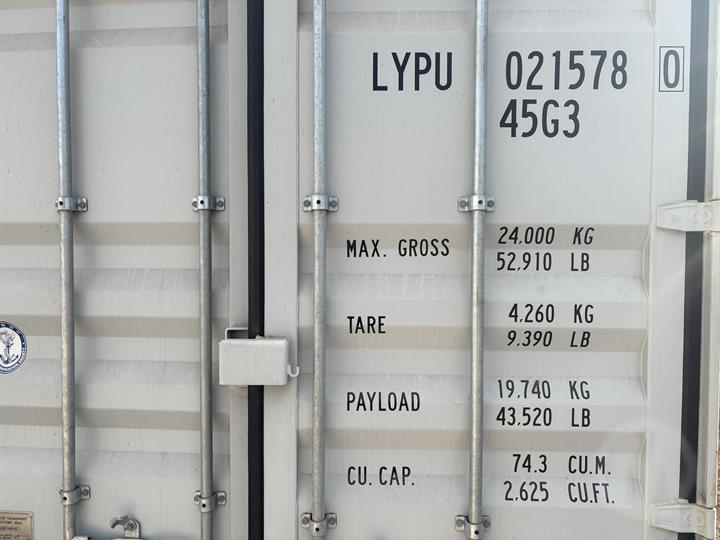 LYPU 021578 0
45G3
MAX. GROSS 24,000 KG
52,910 LB
TARE 4,260 KG
9,390 LB
PAYLOAD 19,740 KG
43,520 LB
CU. CAP. 74.3 CU.M.
2,625 CU.FT.